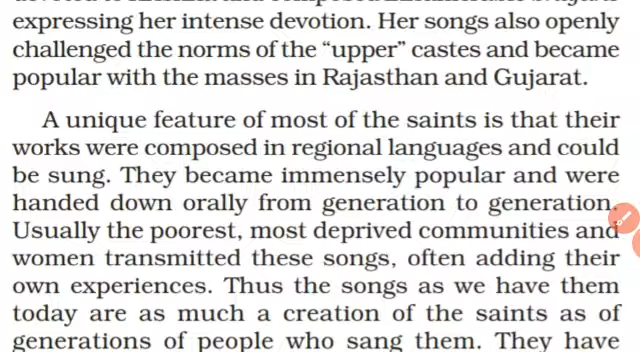 expressing her intense devotion. Her songs also openly
challenged the norms of the “upper” castes and became
popular with the masses in Rajasthan and Gujarat.
A unique feature of most of the saints is that their
works were composed in regional languages and could
be sung. They became immensely popular and were
handed down orally from generation to generation.
Usually the poorest, most deprived communities and
women transmitted these songs, often adding their
own experiences. Thus the songs as we have them
today are as much a creation of the saints as of
generations of people who sang them. They have